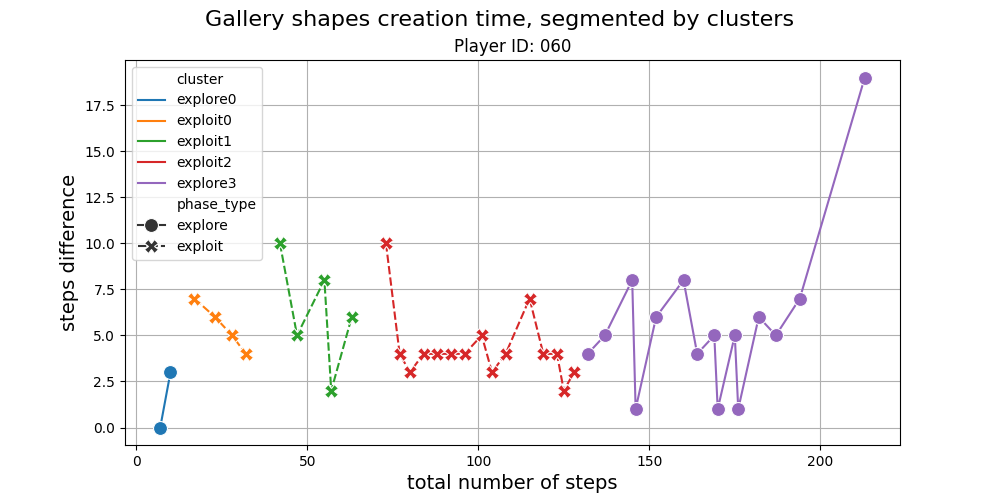 Gallery shapes creation time, segmented by clusters
Player ID: 060
cluster
explore0
exploit0
exploit1
exploit2
explore3
phase_type
explore
exploit
steps difference
17.5
15.0
12.5
10.0
7.5
5.0
2.5
0.0
0 50 100 150 200
total number of steps